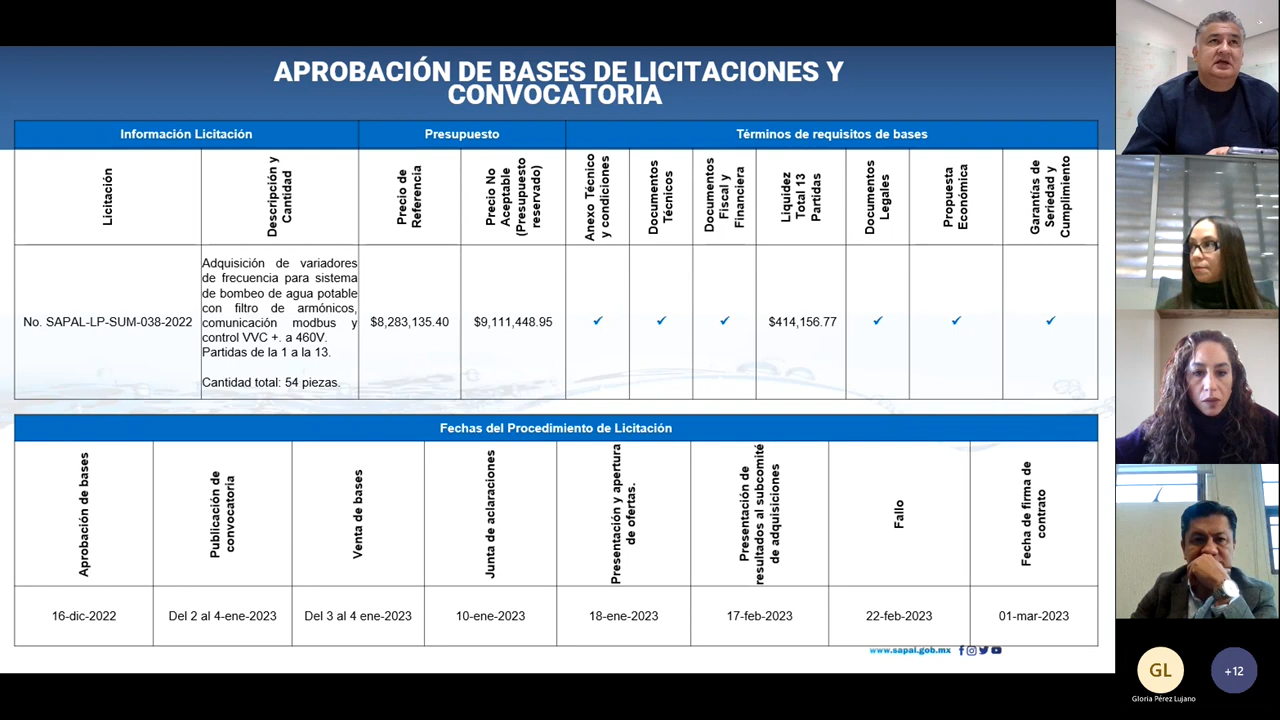 APROBACIÓN DE BASES DE LICITACIONES Y
CONVOCATORIA
Información Licitación
Presupuesto
Términos de requisitos de bases
Licitación
Descripción y
Cantidad
Precio de
Referencia
Precio No
Aceptable
(Presupuesto
reservado)
Anexo Técnico
y condiciones
Documentos
Técnicos
Documentos
Fiscal y
Financiera
Liquidez
Total 13
Partidas
Documentos
Legales
Propuesta
Económica
Garantías de
Seriedad y
Cumplimiento
No. SAPAL-LP-SUM-038-2022
Adquisición de variadores
de frecuencia para sistema
de bombeo de agua potable
con filtro de armónicos,
comunicación modbus y
control VVC +. a 460V.
Partidas de la 1 a la 13.
Cantidad total: 54 piezas.
$8,283,135.40
$9,111,448.95
✓
✓
✓
$414,156.77
✓
✓
✓
Fechas del Procedimiento de Licitación
Aprobación de bases
Publicación de
convocatoria
Venta de bases
Junta de aclaraciones
Presentación y apertura
de ofertas.
Presentación de
resultados al subcomité
de adquisiciones
Fallo
Fecha de firma de
contrato
16-dic-2022
Del 2 al 4-ene-2023
Del 3 al 4 ene-2023
10-ene-2023
18-ene-2023
17-feb-2023
22-feb-2023
01-mar-2023
www.sapal.gob.mx
GL
+12
Gloria Pérez Lujano